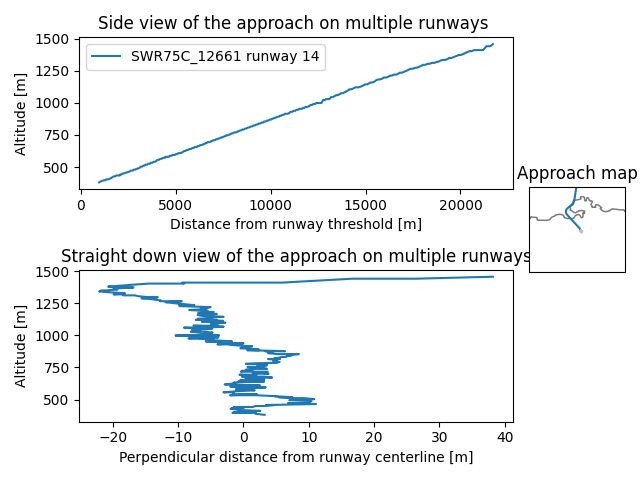 Side view of the approach on multiple runways
1500
1250
1000
750
500
Altitude [m]
SWR75C_12661 runway 14
0
5000
10000
15000
20000
Distance from runway threshold [m]
Approach map
Straight down view of the approach on multiple runways
1500
1250
1000
750
500
Altitude [m]
−20
−10
0
10
20
30
40
Perpendicular distance from runway centerline [m]